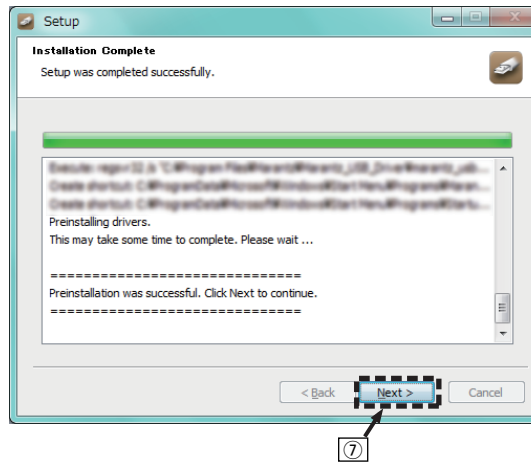 Setup
Installation Complete
Setup was completed successfully.
Preinstalling drivers.
This may take some time to complete. Please wait ...
==============================
Preinstallation was successful. Click Next to continue.
==============================
< Back
Next >
Cancel
⑦